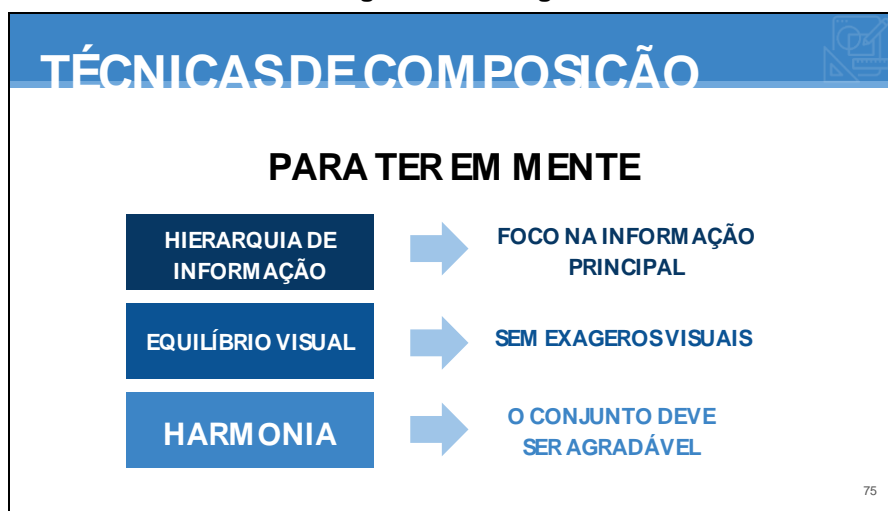 TÉCNICAS DE COMPOSIÇÃO
PARA TER EM MENTE
HIERARQUIA DE
INFORMAÇÃO
FOCO NA INFORMAÇÃO
PRINCIPAL
EQUILÍBRIO VISUAL
SEM EXAGEROS VISUAIS
HARMONIA
O CONJUNTO DEVE
SER AGRADÁVEL
75